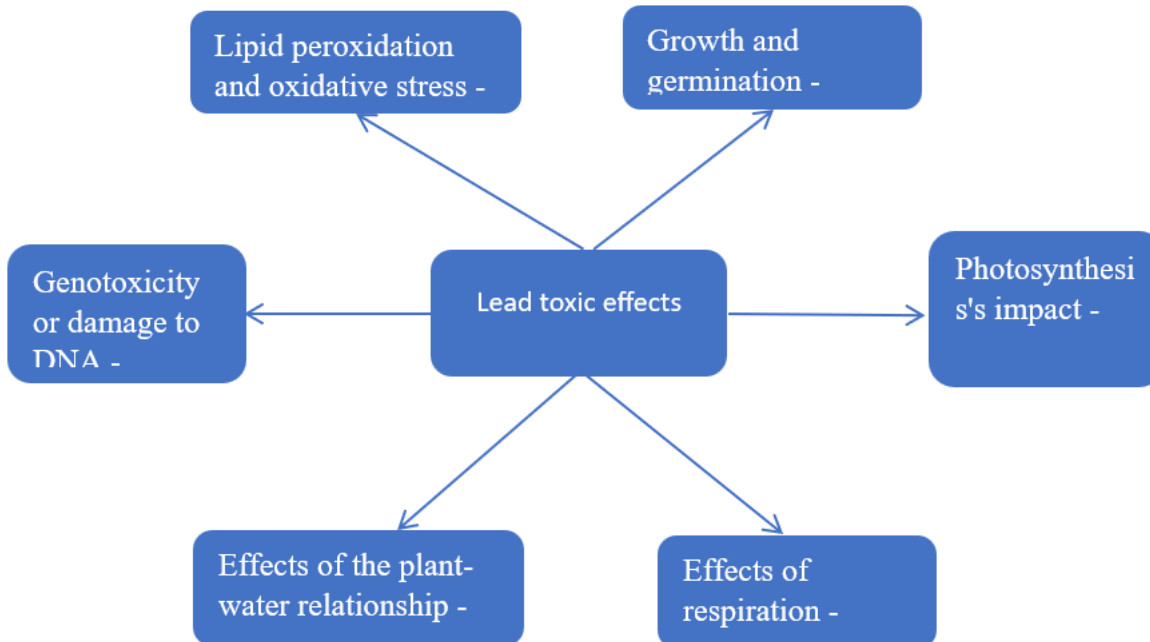 Lipid peroxidation
and oxidative stress -
Growth and
germination -
Genotoxicity
or damage to
DNA -
Lead toxic effects
Photosynthesi
s's impact -
Effects of the plant-
water relationship -
Effects of
respiration -